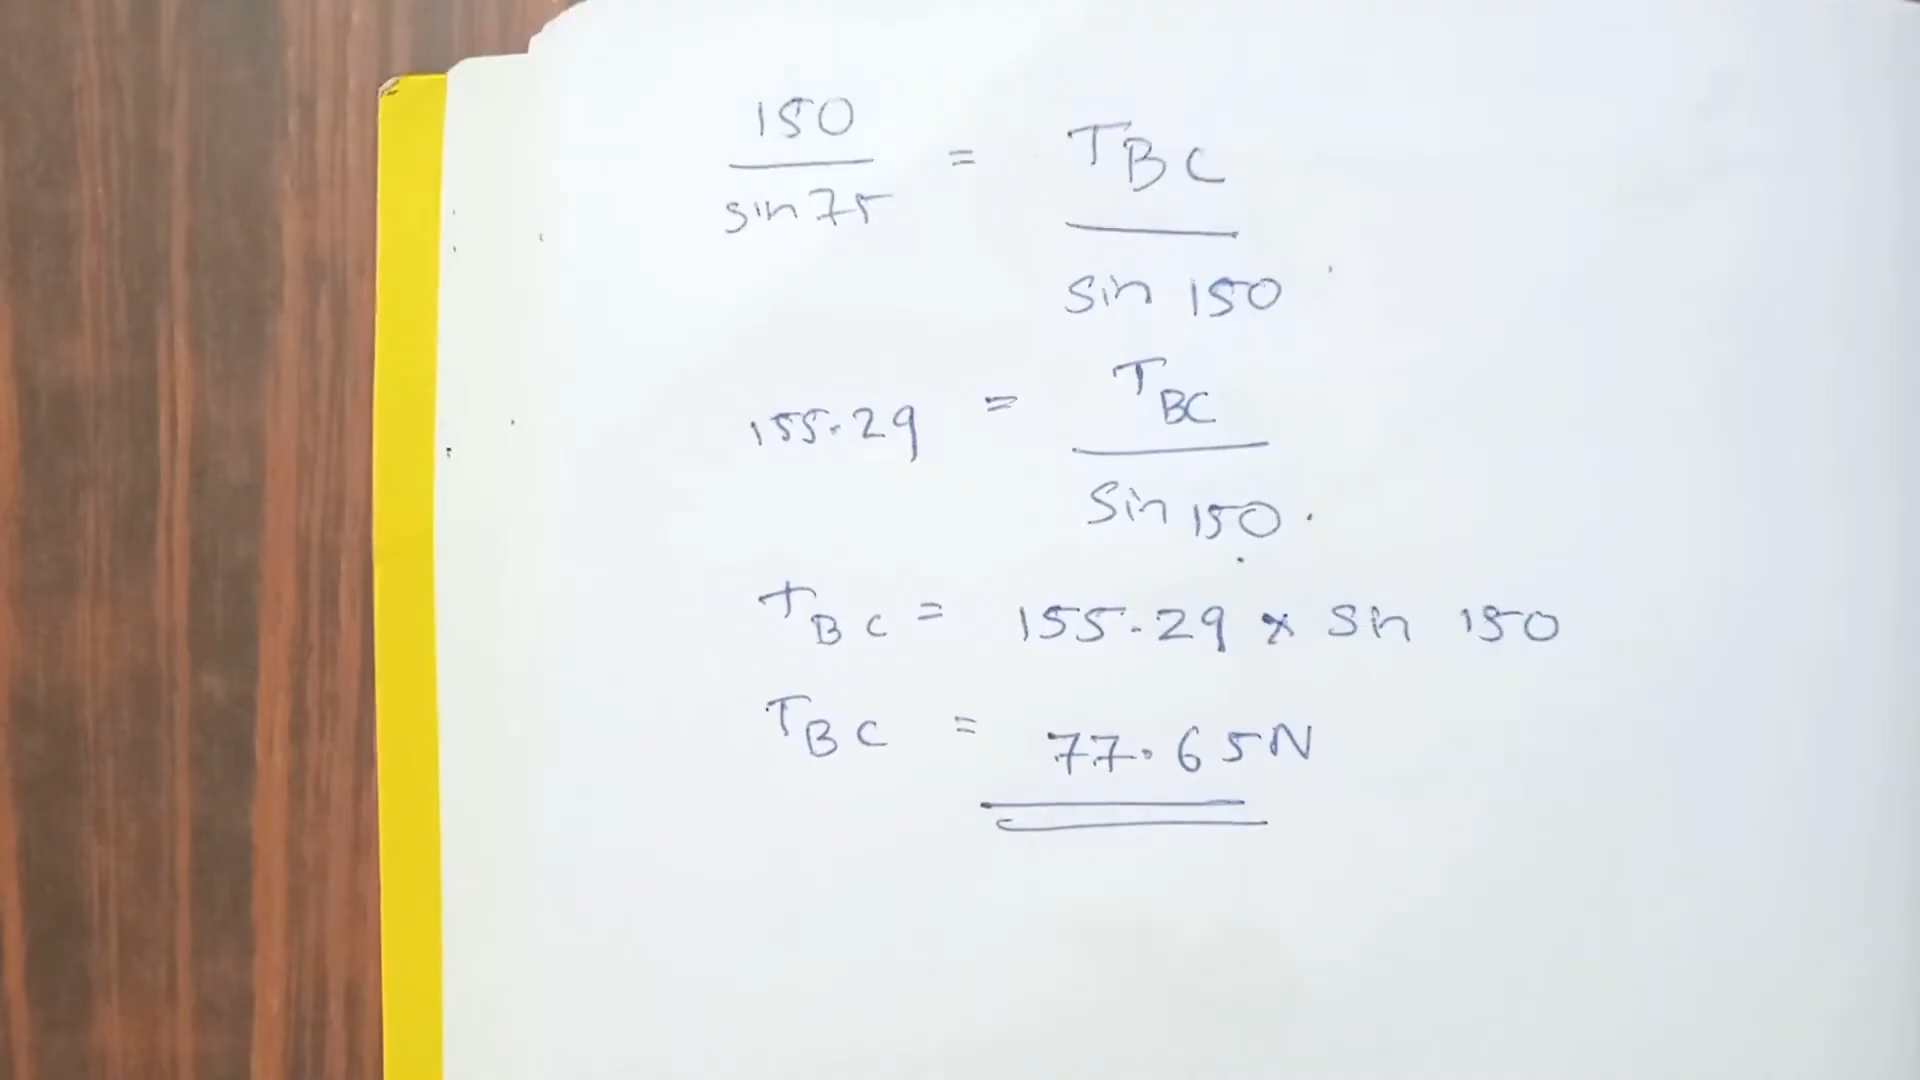 150/sin75 = TBC/sin 150
155.29 = TBC/Sin 150.
TBC = 155.29 × Sin 150
TBC = 77.65N